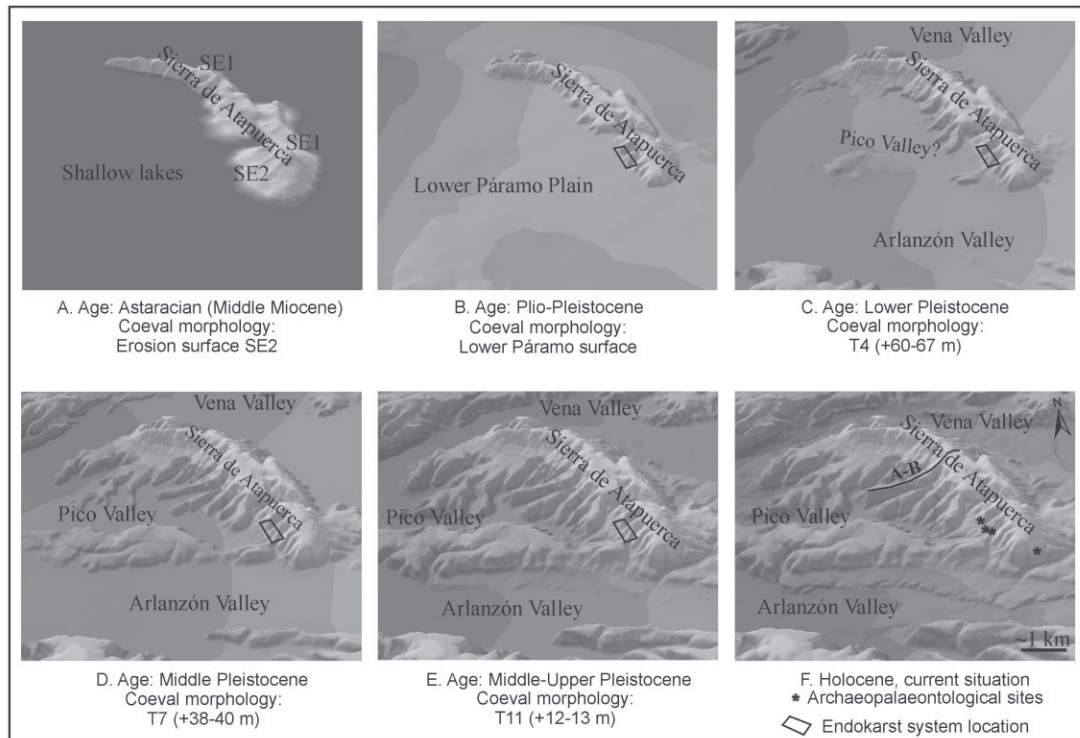 SE1
Sierra de Atapuerca
SE1
SE2
Shallow lakes
A. Age: Astaracian (Middle Miocene)
Coeval morphology:
Erosion surface SE2
Sierra de Atapuerca
Lower Páramo Plain
B. Age: Plio-Pleistocene
Coeval morphology:
Lower Páramo surface
Vena Valley
Sierra de Atapuerca
Pico Valley?
Arlanzón Valley
C. Age: Lower Pleistocene
Coeval morphology:
T4 (+60-67 m)
Vena Valley
Sierra de Atapuerca
Pico Valley
Arlanzón Valley
D. Age: Middle Pleistocene
Coeval morphology:
T7 (+38-40 m)
Vena Valley
Sierra de Atapuerca
Pico Valley
Arlanzón Valley
E. Age: Middle-Upper Pleistocene
Coeval morphology:
T11 (+12-13 m)
N
Vena Valley
Sierra de Atapuerca
A-B
Pico Valley
Arlanzón Valley
~1 km
F. Holocene, current situation
* Archaeopalaeontological sites
Endokarst system location